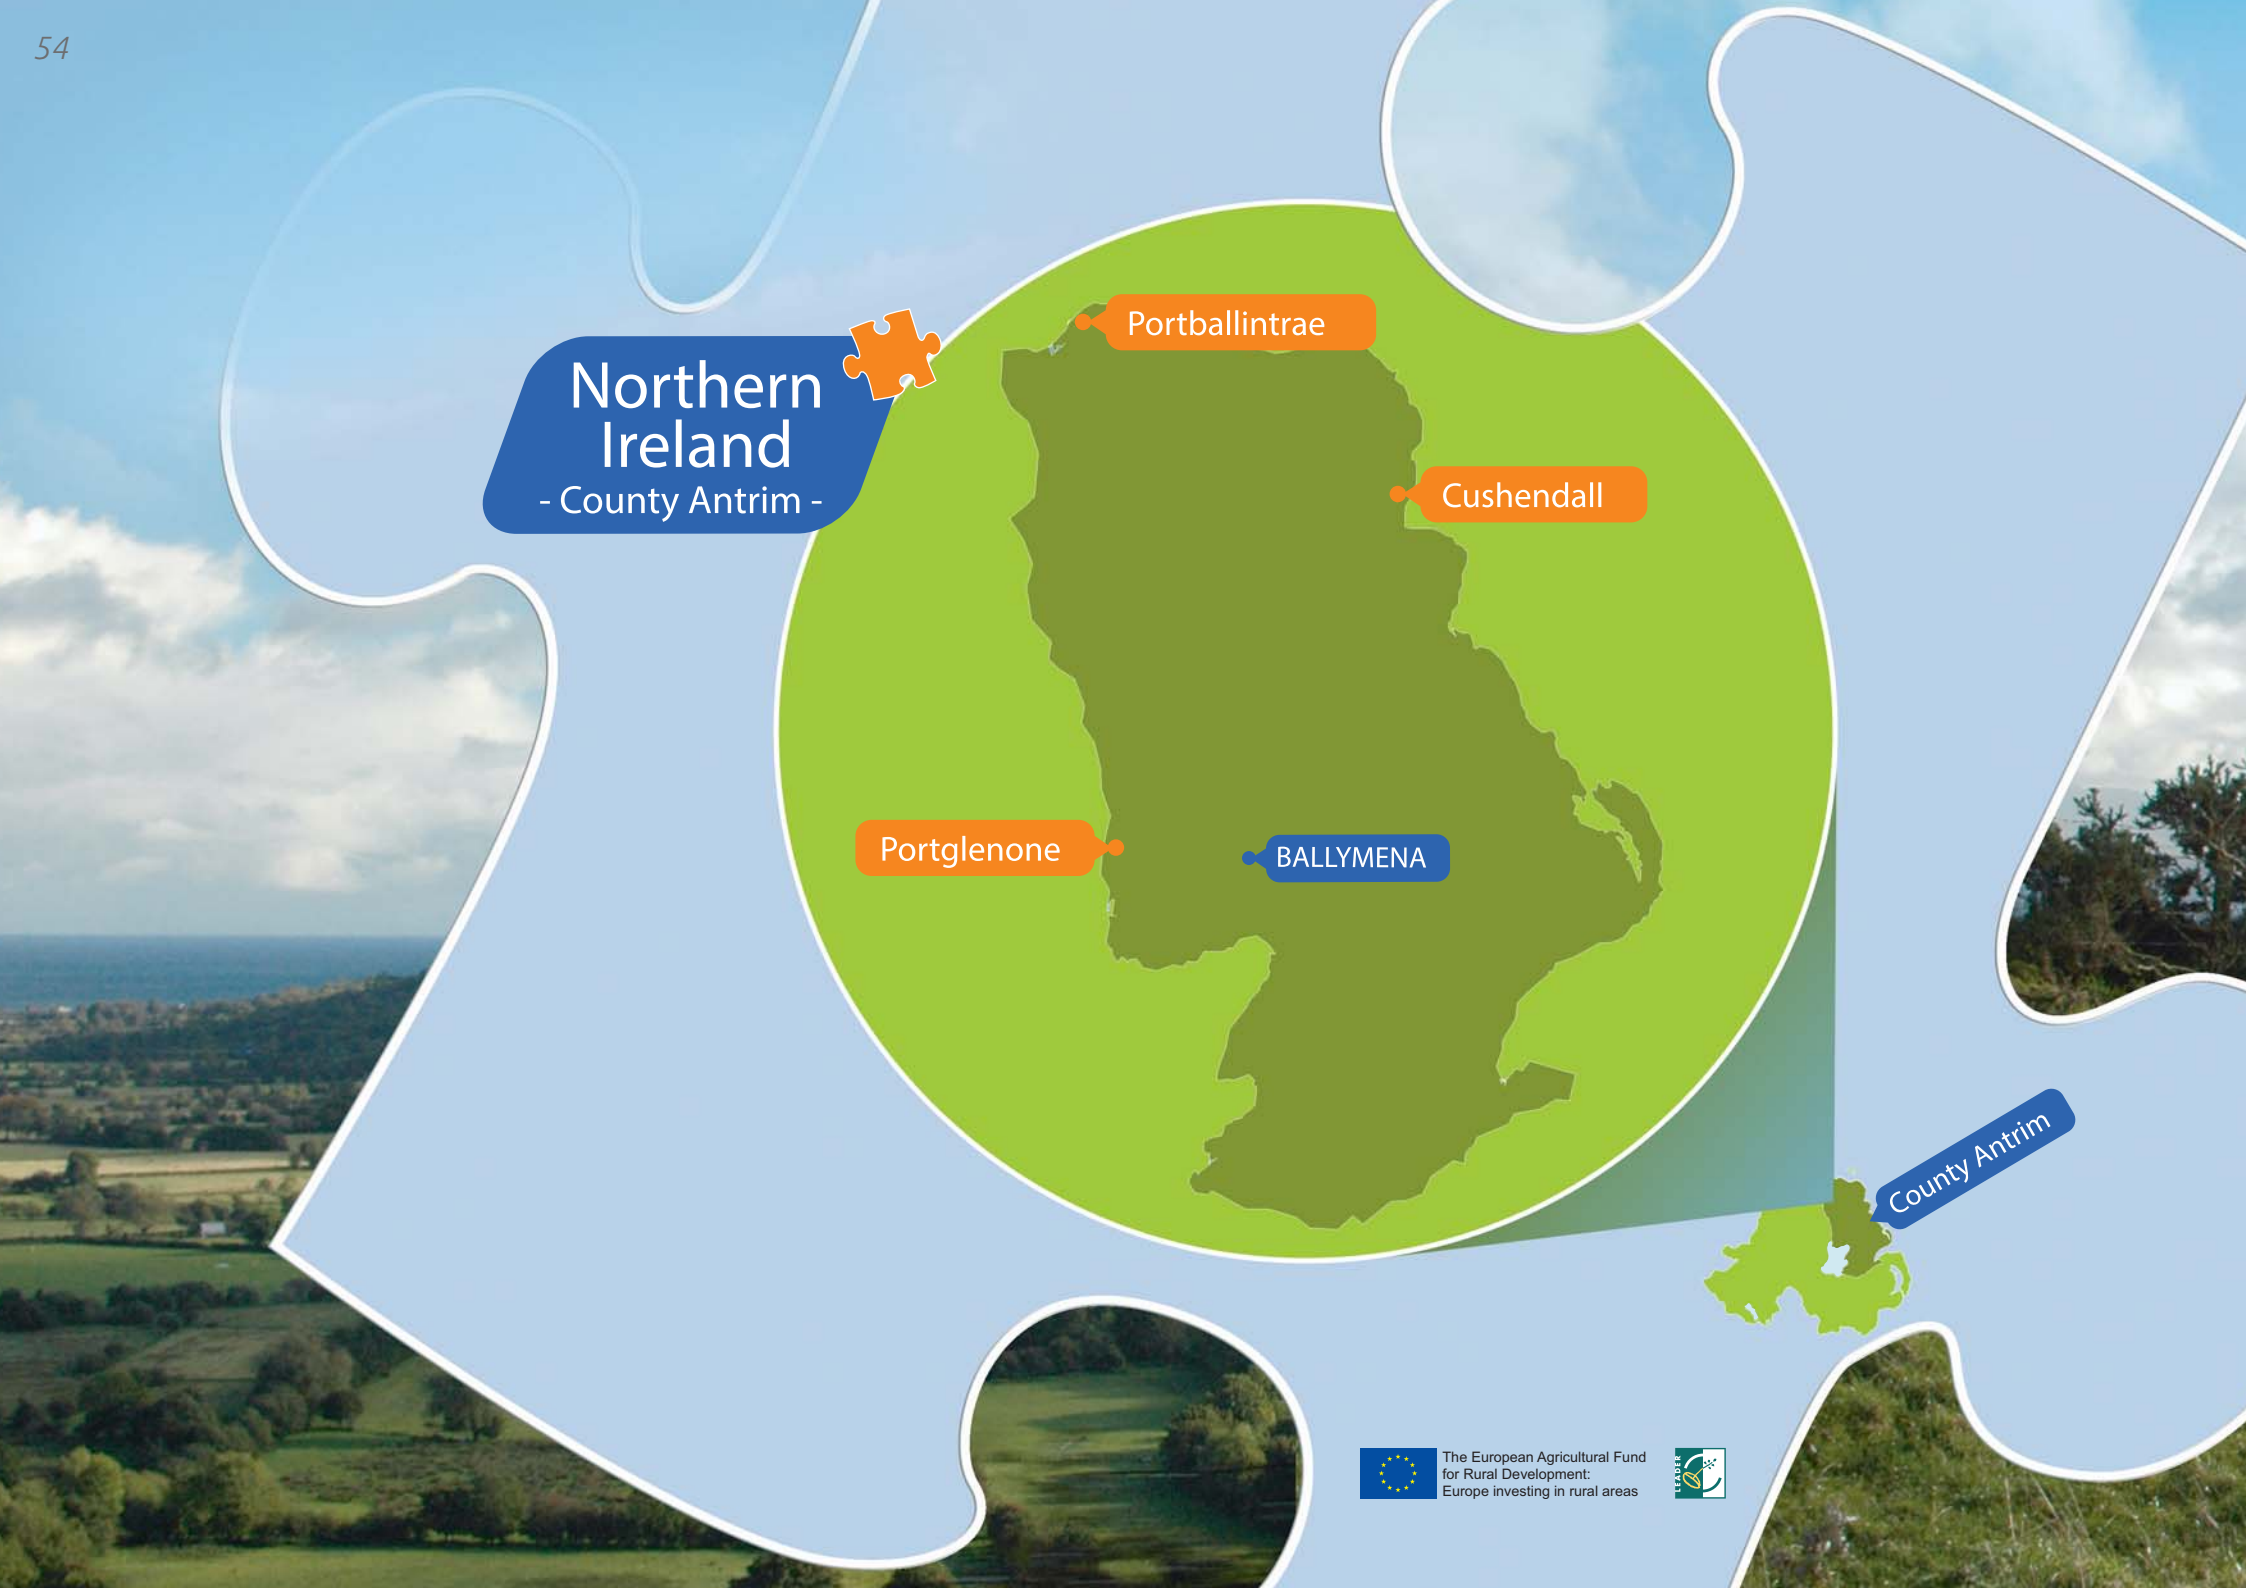 54
Northern
Ireland
- County Antrim -
Portballintrae
Cushendall
Portglenone
BALLYMENA
County Antrim
The European Agricultural Fund
for Rural Development:
Europe investing in rural areas
LEADER